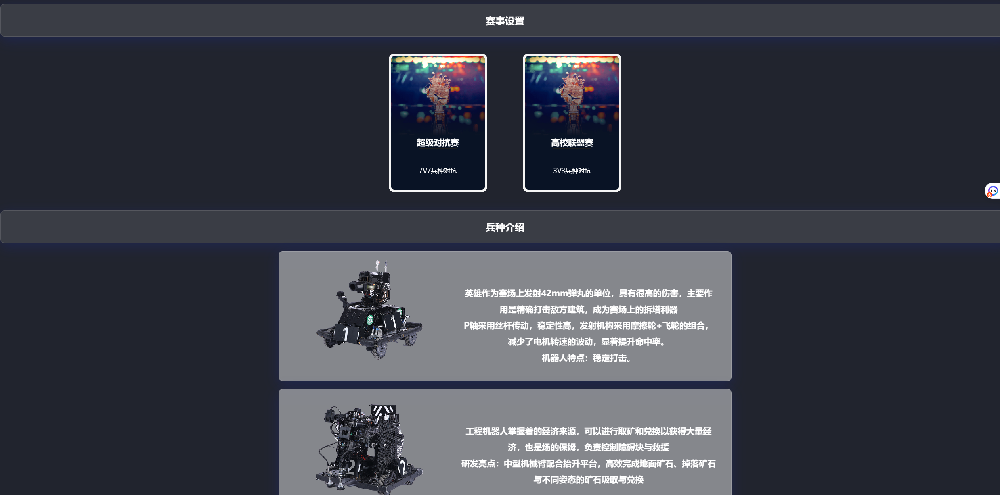 赛事设置
超级对抗赛
高校联盟赛
7V7兵种对抗
3V3兵种对抗
6
兵种介绍
英雄作为赛场上发射42mm弹丸的单位，具有很高的伤害，主要作
用是精确打击敌方建筑，成为赛场上的拆塔利器
P轴采用丝杆传动，稳定性高，发射机构采用摩擦轮+飞轮的组合，
减少了电机转速的波动，显著提升命中率。
机器人特点：稳定打击。
1
1
工程机器人掌握着的经济来源，可以进行取矿和兑换以获得大量经
济，也是场的保姆，负责控制障碍块与救援
研发亮点：中型机械臂配合抬升平台，高效完成地面矿石、掉落矿石
与不同姿态的矿石吸取与兑换
2
2